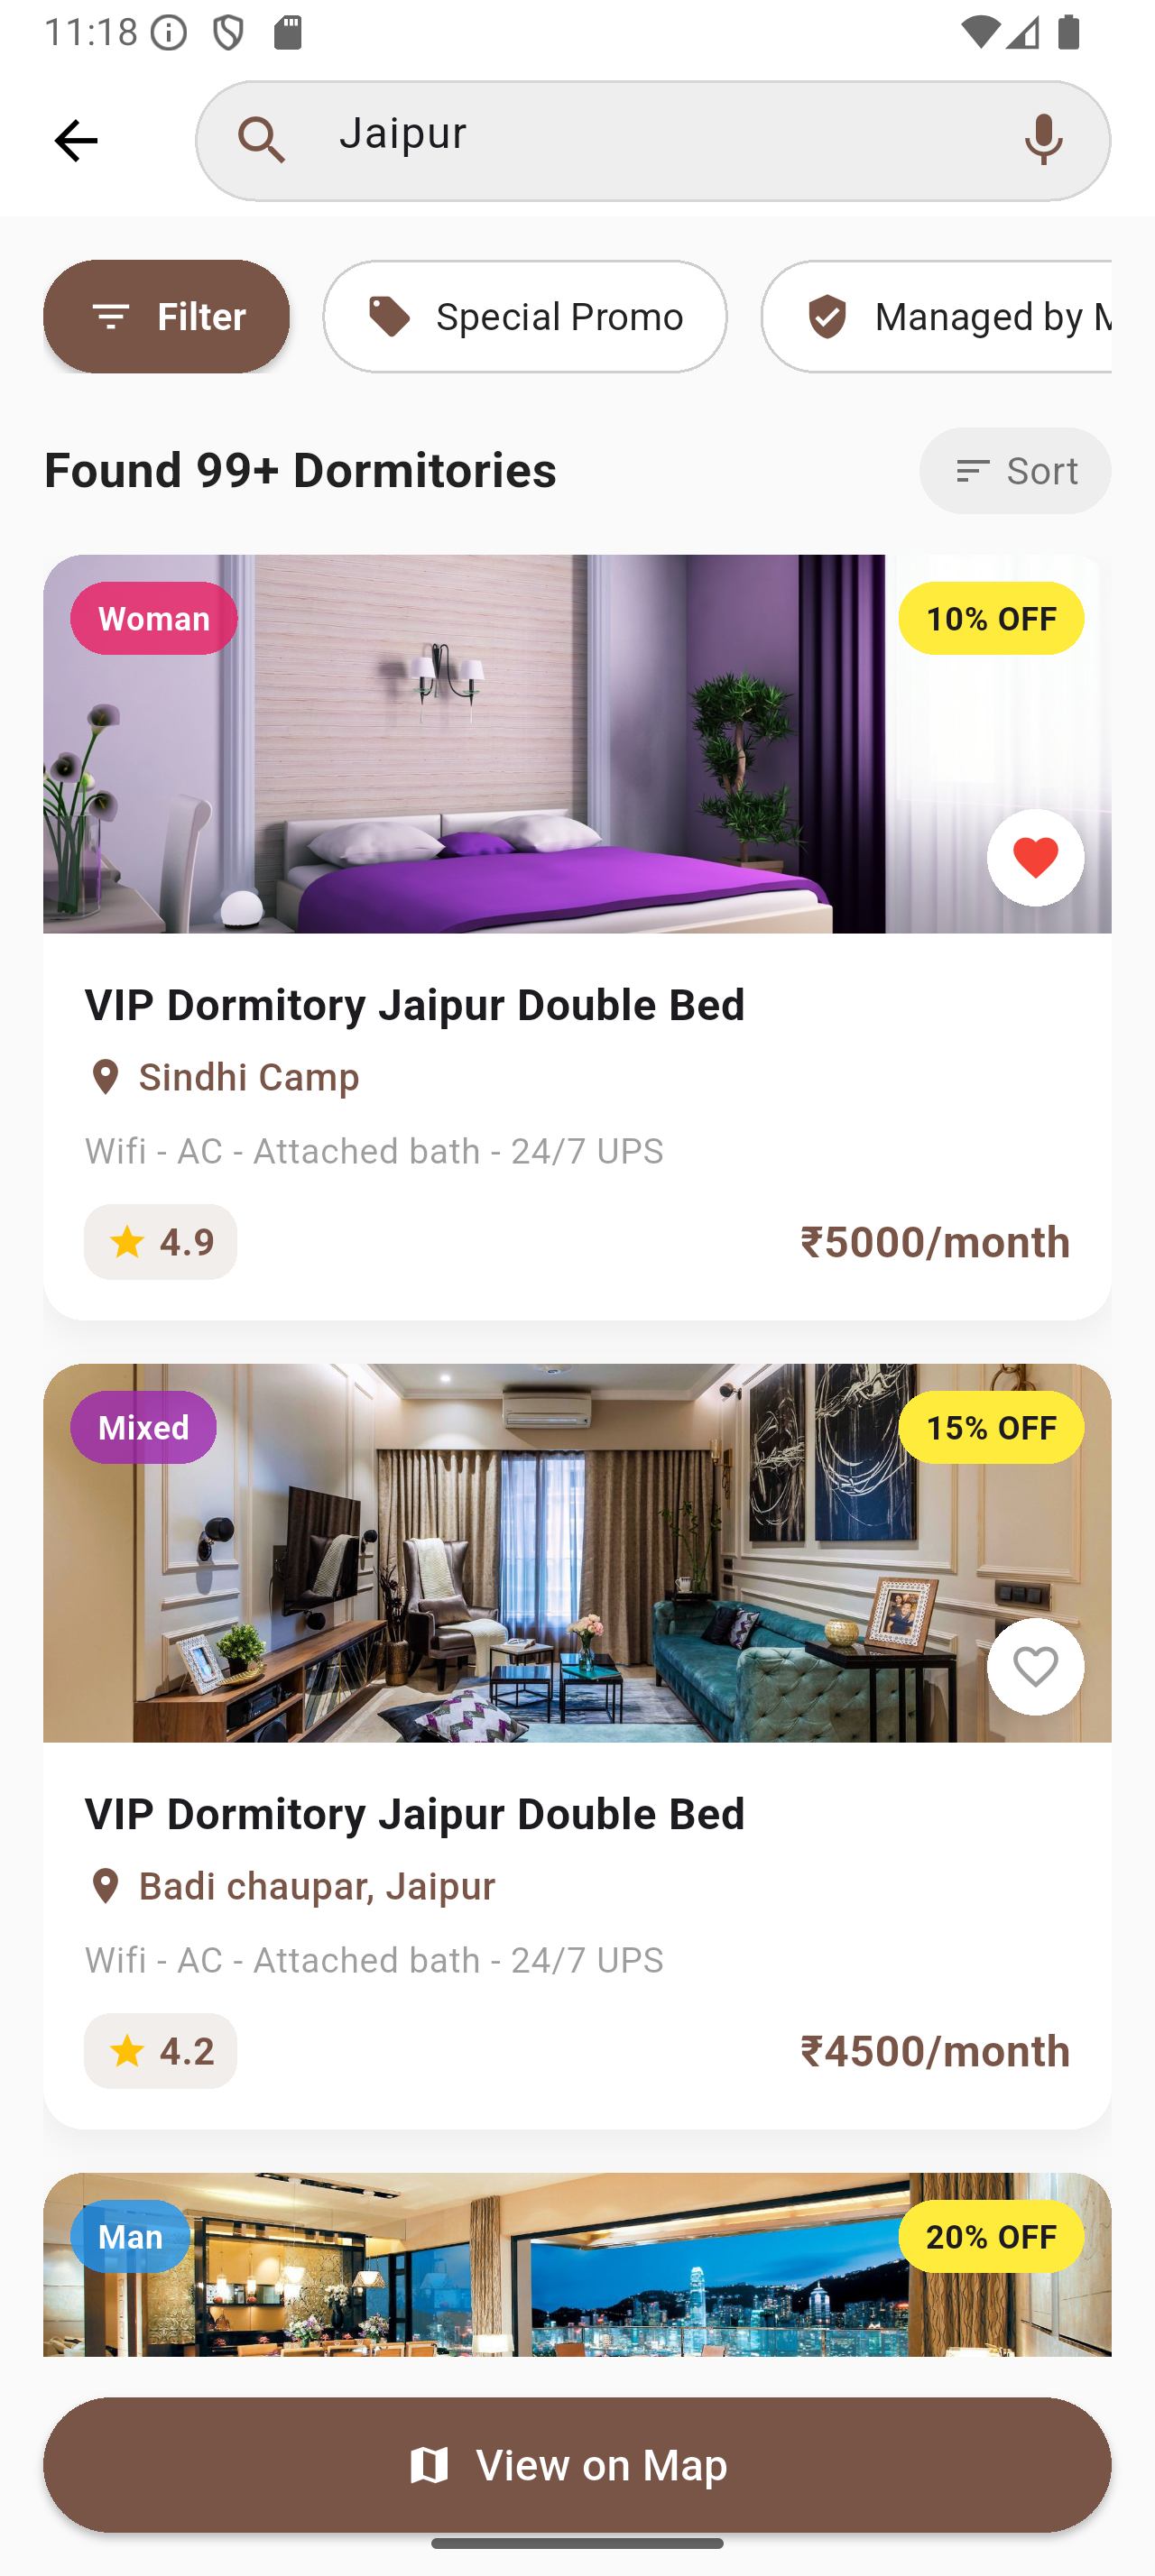 11:18
Jaipur
Filter
Special Promo
Managed by
Found 99+ Dormitories
Sort
Woman
10% OFF
VIP Dormitory Jaipur Double Bed
Sindhi Camp
Wifi - AC - Attached bath - 24/7 UPS
4.9
₹5000/month
Mixed
15% OFF
VIP Dormitory Jaipur Double Bed
Badi chaupar, Jaipur
Wifi - AC - Attached bath - 24/7 UPS
4.2
₹4500/month
Man
20% OFF
View on Map